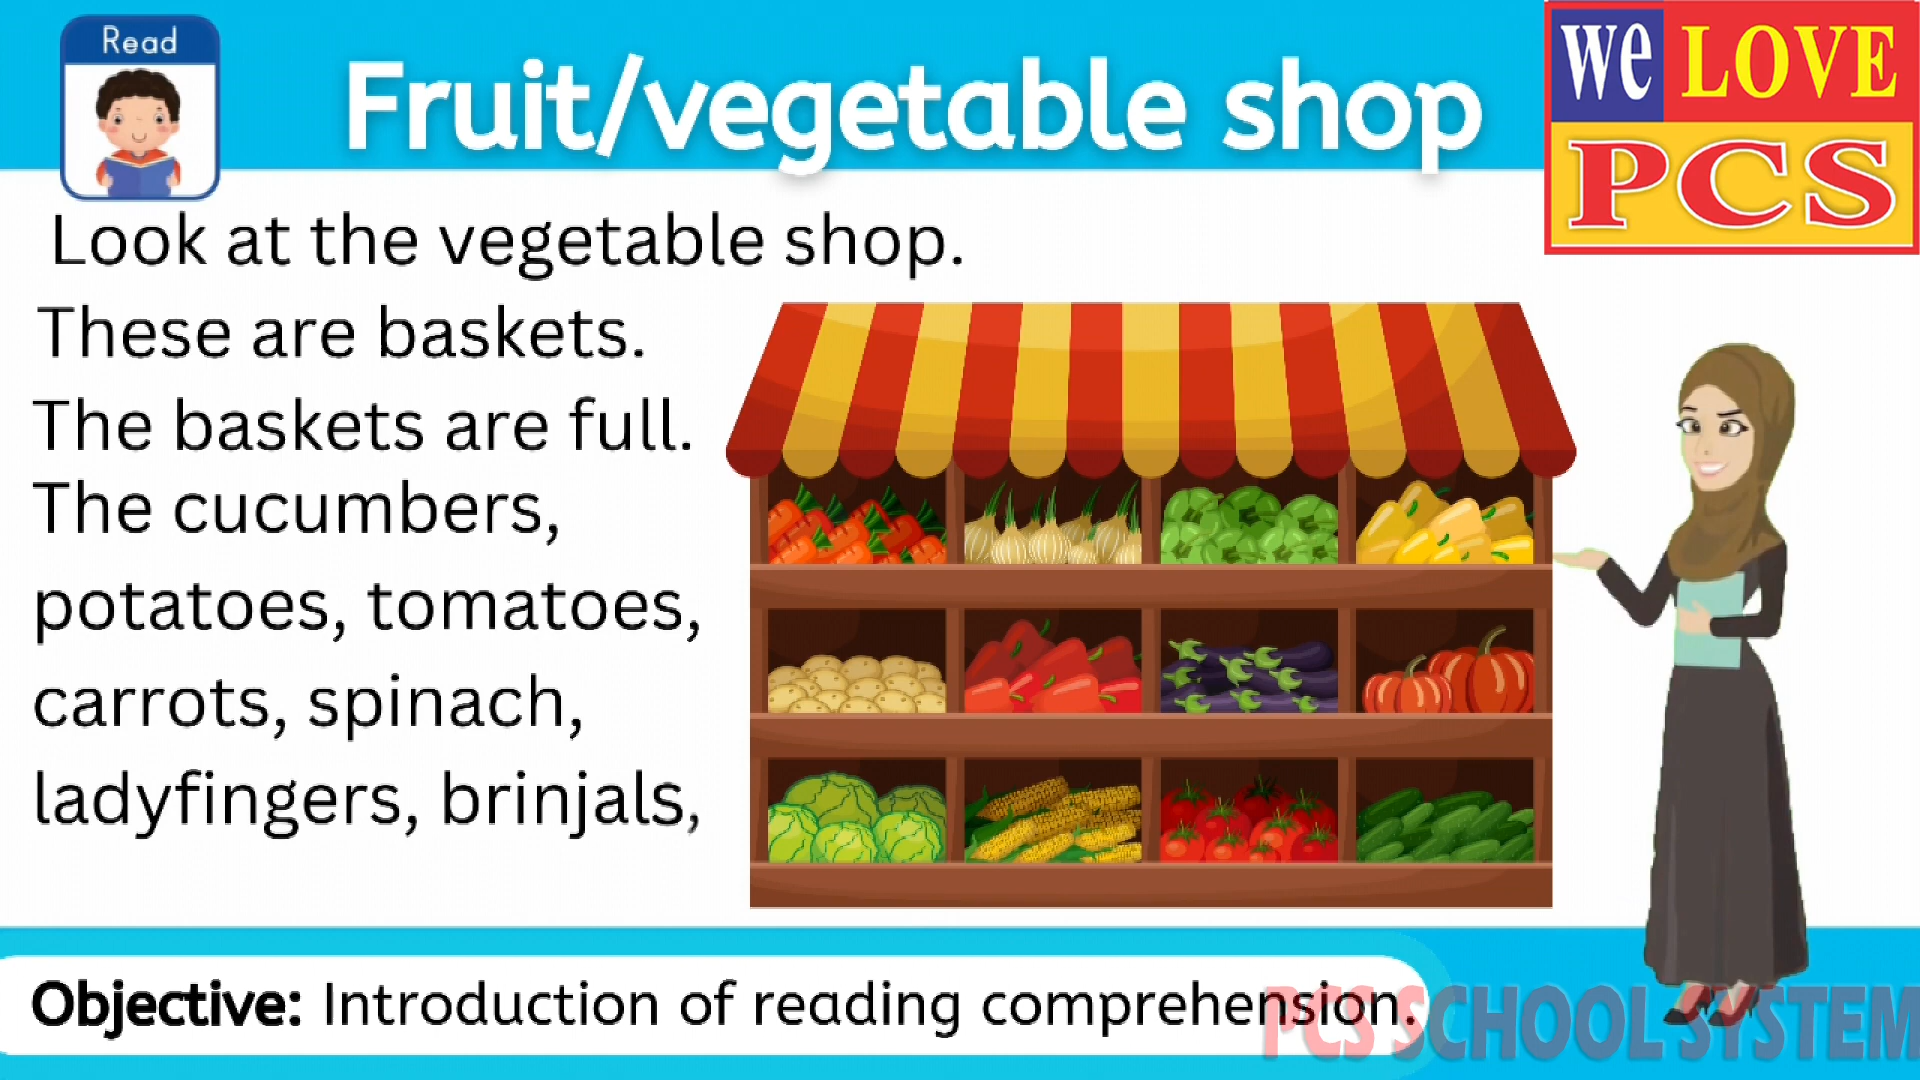 Read
Fruit/vegetable shop
We LOVE
PCS
Look at the vegetable shop.
These are baskets.
The baskets are full.
The cucumbers,
potatoes, tomatoes,
carrots, spinach,
ladyfingers, brinjals,
Objective: Introduction of reading comprehension.
PCS SCHOOL SYSTEM